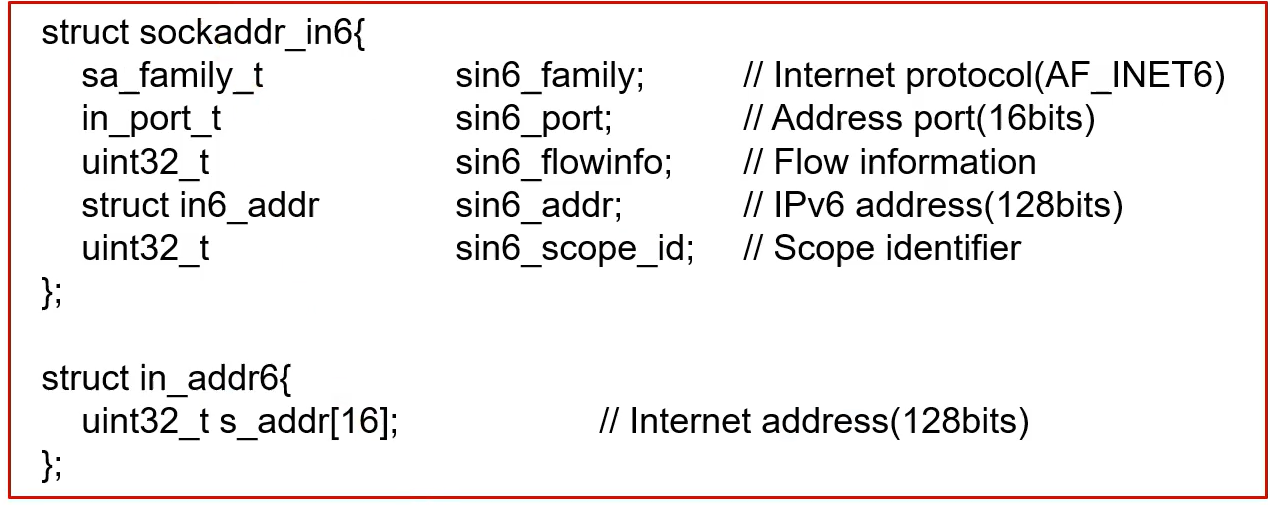 struct sockaddr_in6{
sa_family_t sin6_family; // Internet protocol(AF_INET6)
in_port_t sin6_port; // Address port(16bits)
uint32_t sin6_flowinfo; // Flow information
struct in6_addr sin6_addr; // IPv6 address(128bits)
uint32_t sin6_scope_id; // Scope identifier
};
struct in_addr6{
uint32_t s_addr[16]; // Internet address(128bits)
};